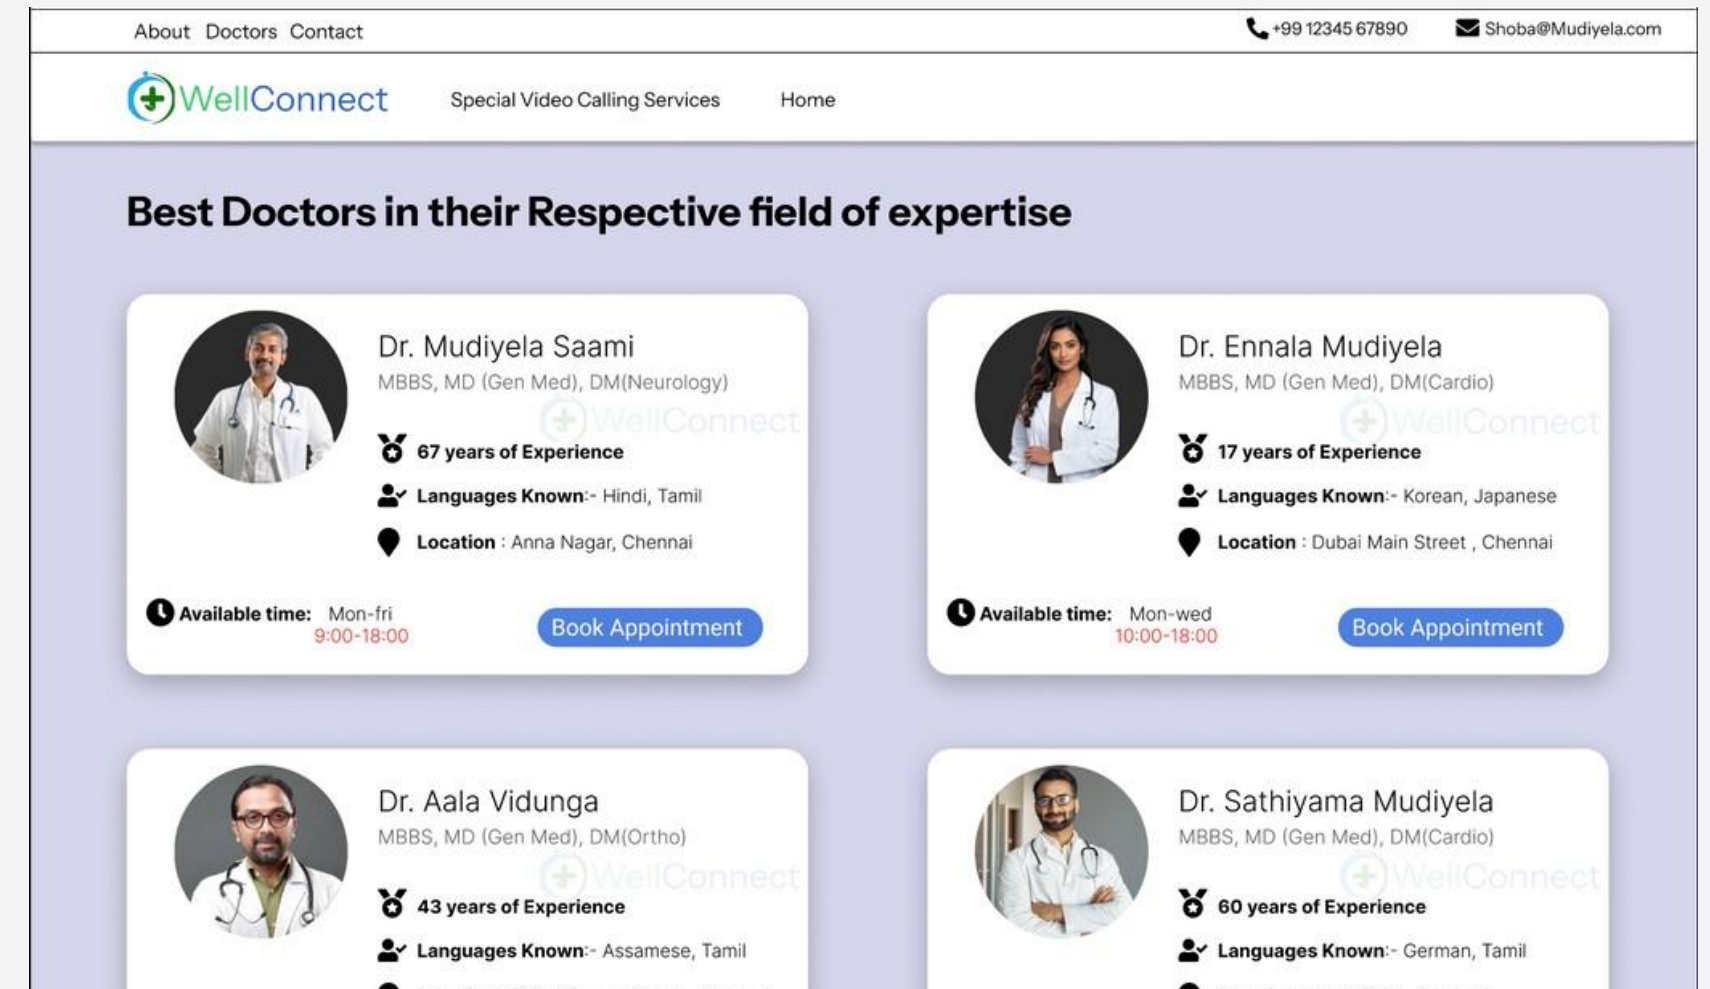 About Doctors Contact
+99 12345 67890
Shoba@Mudiyela.com
WellConnect
Special Video Calling Services
Home
Best Doctors in their Respective field of expertise
Dr. Mudiyela Saami
MBBS, MD (Gen Med), DM(Neurology)
WellConnect
67 years of Experience
Languages Known:- Hindi, Tamil
Location : Anna Nagar, Chennai
Available time: Mon-fri
9:00-18:00
Book Appointment
Dr. Ennala Mudiyela
MBBS, MD (Gen Med), DM(Cardio)
WellConnect
17 years of Experience
Languages Known:- Korean, Japanese
Location : Dubai Main Street , Chennai
Available time: Mon-wed
10:00-18:00
Book Appointment
Dr. Aala Vidunga
MBBS, MD (Gen Med), DM(Ortho)
WellConnect
43 years of Experience
Languages Known:- Assamese, Tamil
Dr. Sathiyama Mudiyela
MBBS, MD (Gen Med), DM(Cardio)
WellConnect
60 years of Experience
Languages Known:- German, Tamil